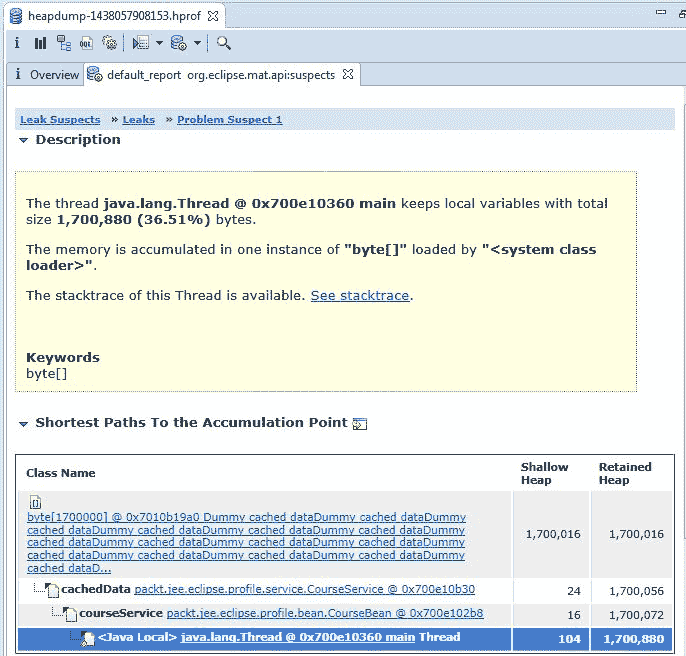 heapdump-1438057908153.hprof
i Overview default_report org.eclipse.mat.api:suspects
Leak Suspects » Leaks » Problem Suspect 1
Description
The thread java.lang.Thread @ 0x700e10360 main keeps local variables with total
size 1,700,880 (36.51%) bytes.
The memory is accumulated in one instance of "byte[]" loaded by "<system class
loader>".
The stacktrace of this Thread is available. See stacktrace.
Keywords
byte[]
Shortest Paths To the Accumulation Point
Class Name Shallow Heap Retained Heap
byte[1700000] @ 0x7010b19a0 Dummy cached dataDummy cached dataDummy
cached dataDummy cached dataDummy cached dataDummy cached dataDummy
cached dataDummy cached dataDummy cached dataDummy cached dataDummy
cached dataDummy cached dataDummy cached dataDummy cached dataDummy
cached dataD... 1,700,016 1,700,016
cachedData packt.jee.eclipse.profile.service.CourseService @ 0x700e10b30 24 1,700,056
courseService packt.jee.eclipse.profile.bean.CourseBean @ 0x700e102b8 16 1,700,072
<Java Local> java.lang.Thread @ 0x700e10360 main Thread 104 1,700,880